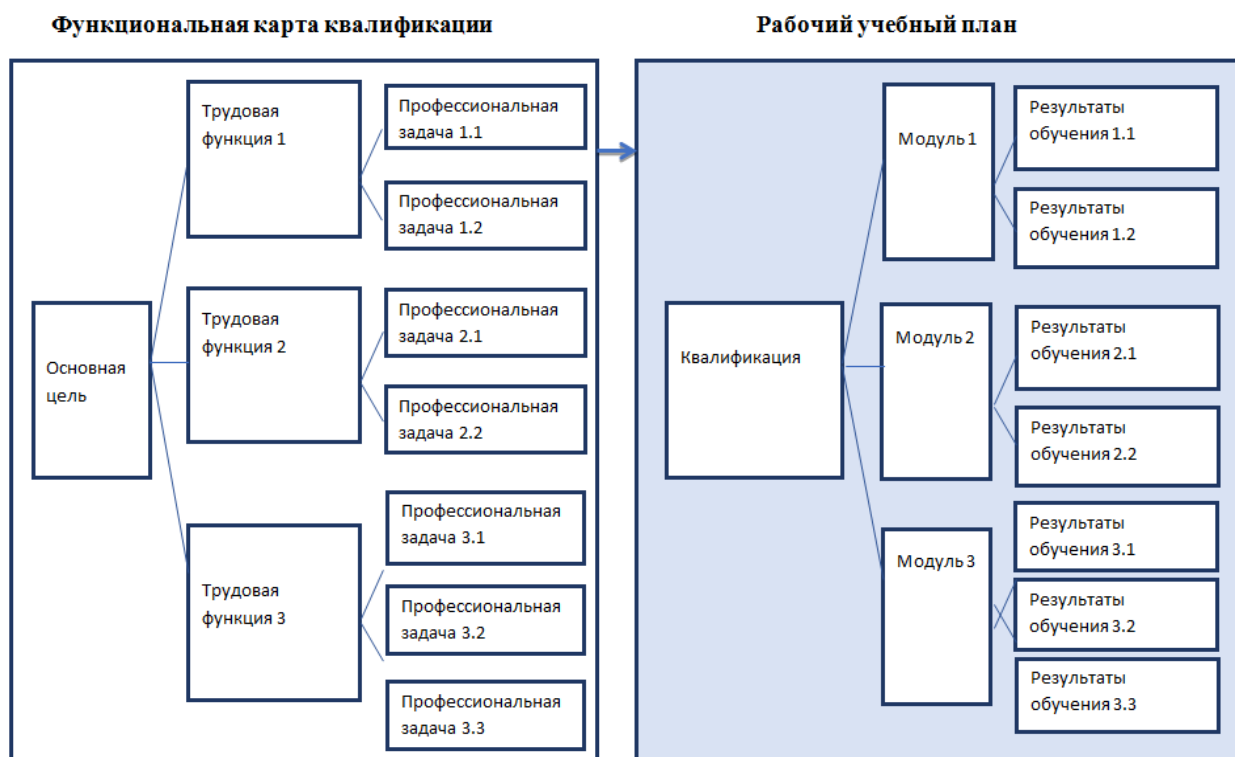 Функциональная карта квалификации
Рабочий учебный план
Основная
цель
Трудовая
функция 1
Профессиональная
задача 1.1
Профессиональная
задача 1.2
Трудовая
функция 2
Профессиональная
задача 2.1
Профессиональная
задача 2.2
Трудовая
функция 3
Профессиональная
задача 3.1
Профессиональная
задача 3.2
Профессиональная
задача 3.3
Квалификация
Модуль 1
Результаты
обучения 1.1
Результаты
обучения 1.2
Модуль 2
Результаты
обучения 2.1
Результаты
обучения 2.2
Модуль 3
Результаты
обучения 3.1
Результаты
обучения 3.2
Результаты
обучения 3.3